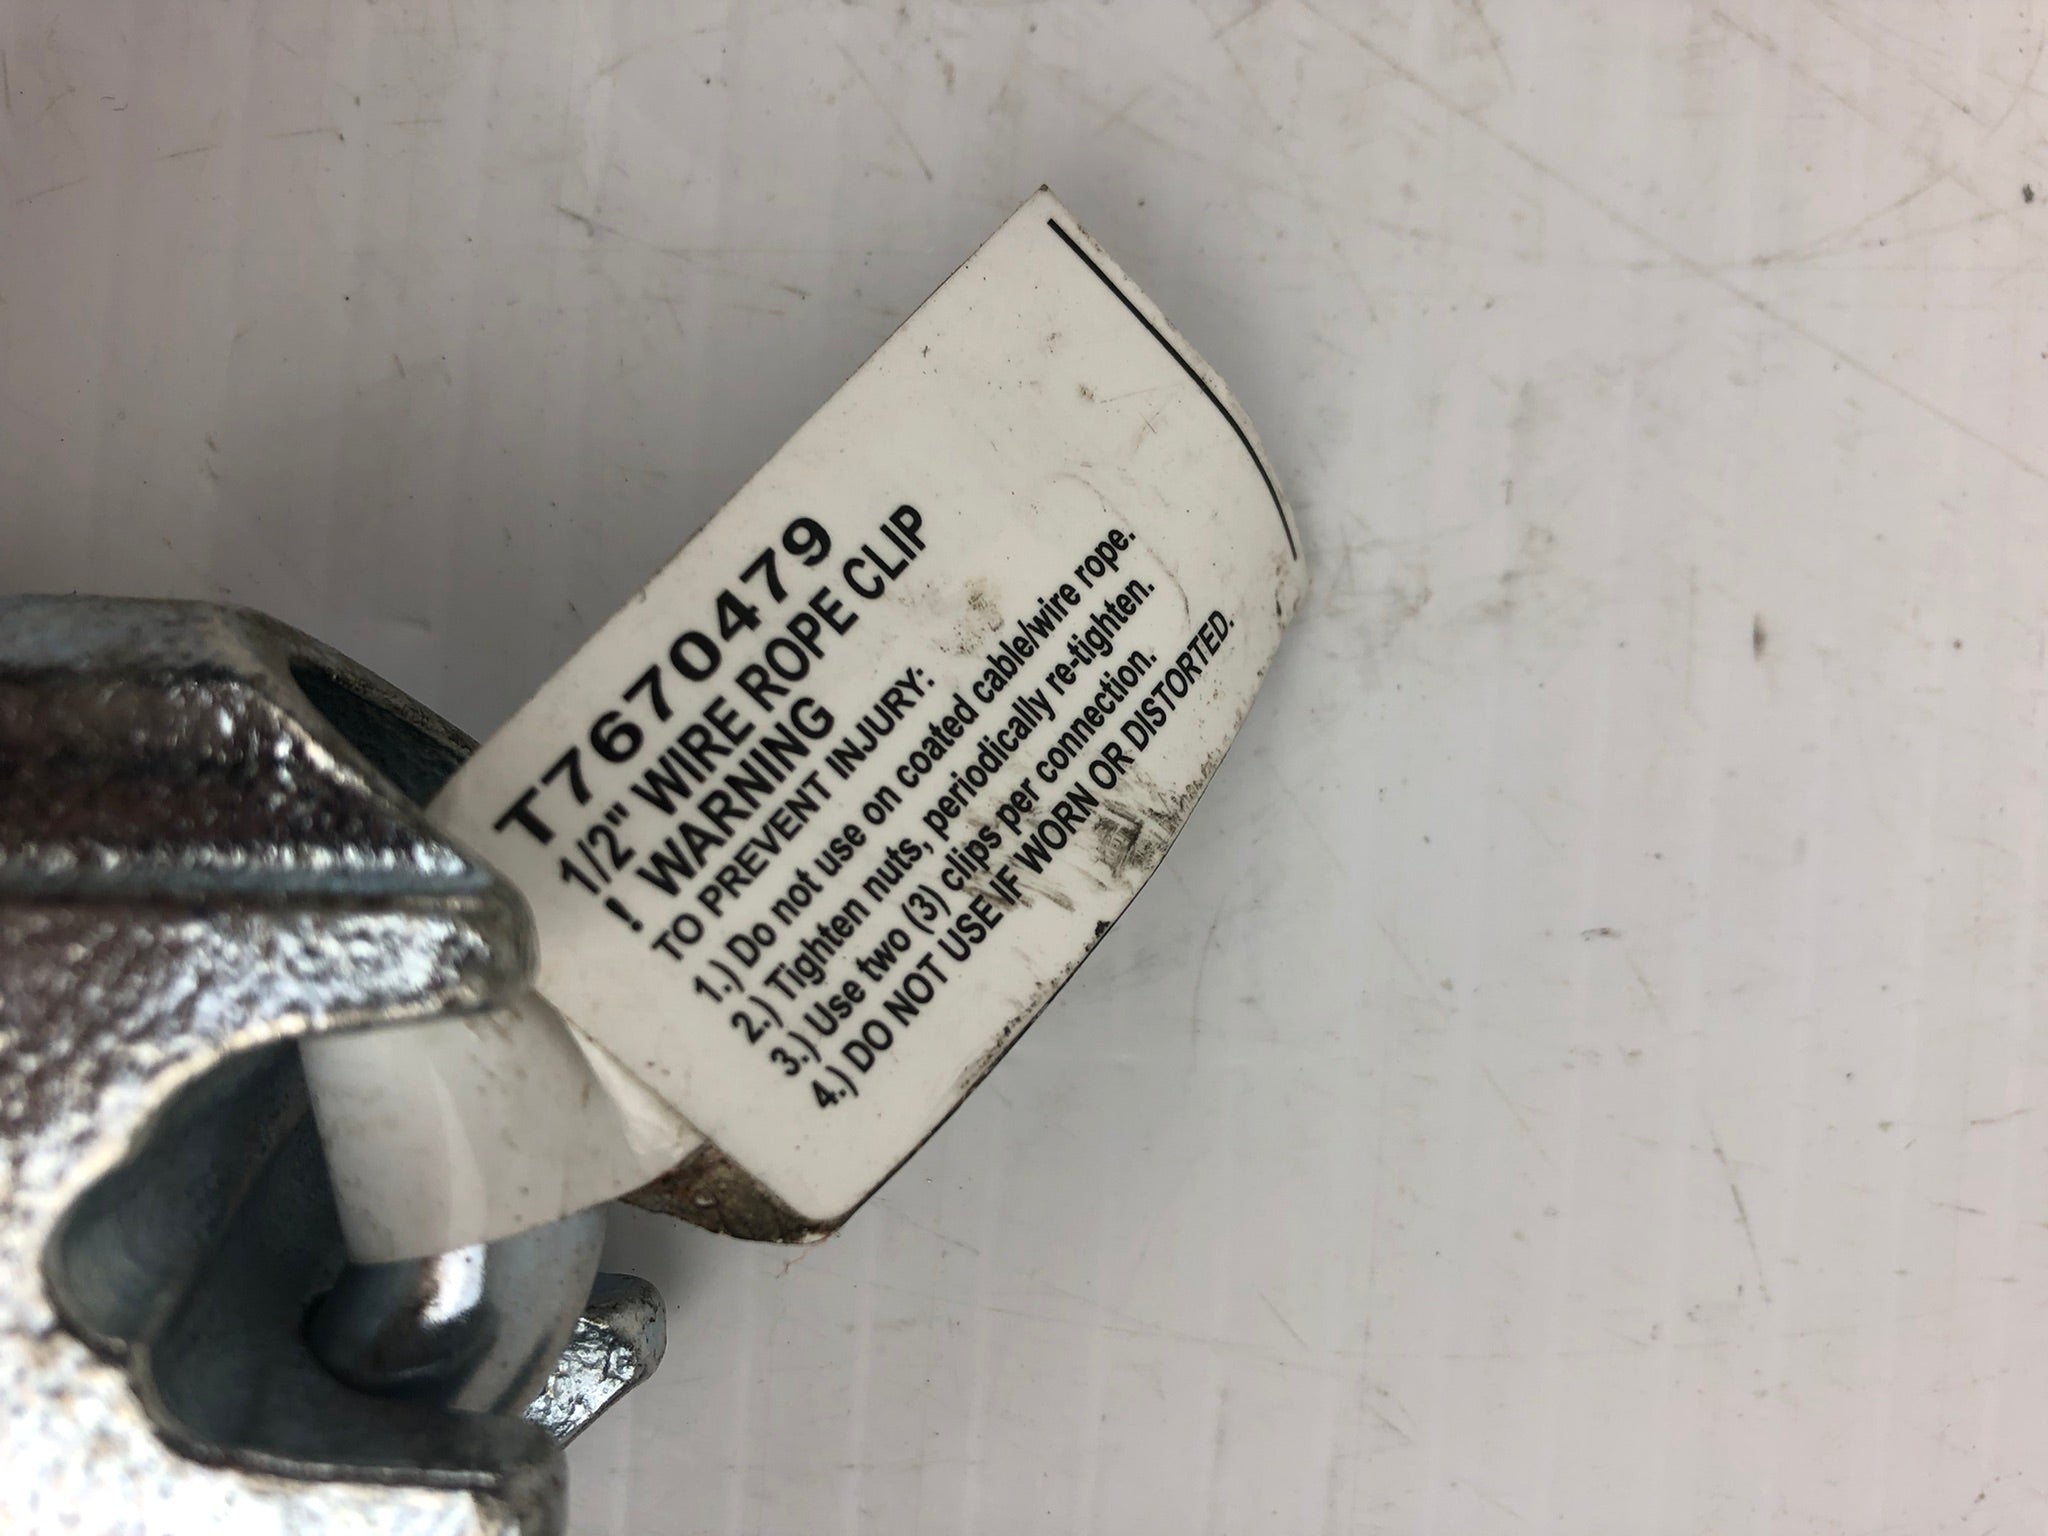 T7670479
1/2" WIRE ROPE CLIP
! WARNING
TO PREVENT INJURY:
1.) Do not use on coated cable/wire rope.
2.) Tighten nuts, periodically re-tighten.
3.) Use two (3) clips per connection.
4.) DO NOT USE IF WORN OR DISTORTED.